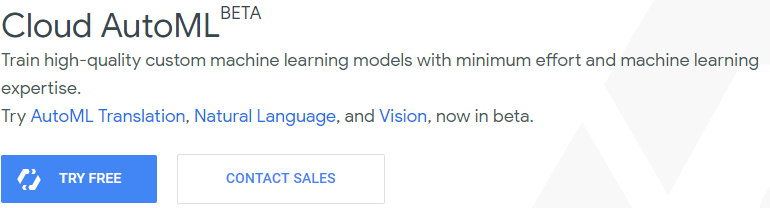 Cloud AutoML BETA
Train high-quality custom machine learning models with minimum effort and machine learning
expertise.
Try AutoML Translation, Natural Language, and Vision, now in beta.
TRY FREE CONTACT SALES